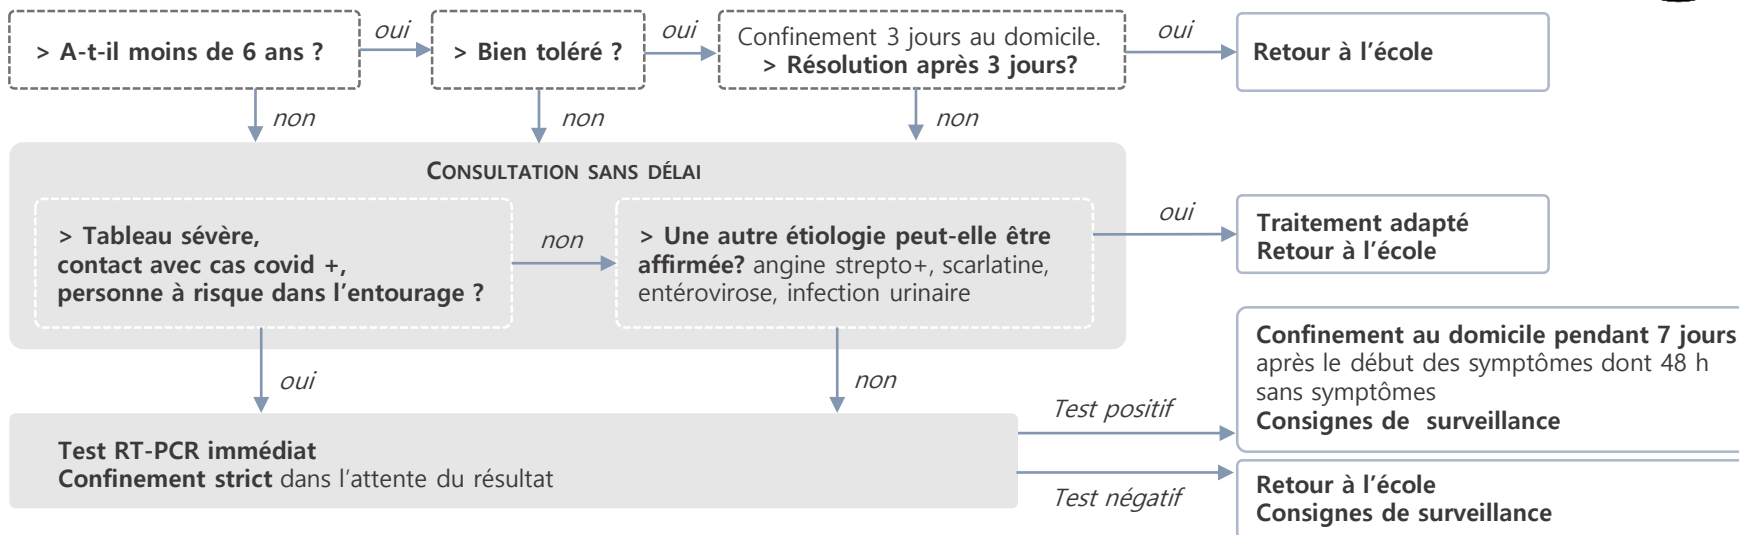 > A-t-il moins de 6 ans ?
oui
> Bien toléré ?
oui
Confinement 3 jours au domicile.
> Résolution après 3 jours?
oui
Retour à l’école
non
non
non
CONSULTATION SANS DÉLAI
> Tableau sévère,
contact avec cas covid +,
personne à risque dans l’entourage ?
non
> Une autre étiologie peut-elle être
affirmée? angine strepto+, scarlatine,
entérovirose, infection urinaire
oui
Traitement adapté
Retour à l’école
oui
non
Test RT-PCR immédiat
Confinement strict dans l’attente du résultat
Test positif
Confinement au domicile pendant 7 jours
après le début des symptômes dont 48 h
sans symptômes
Consignes de surveillance
Test négatif
Retour à l’école
Consignes de surveillance